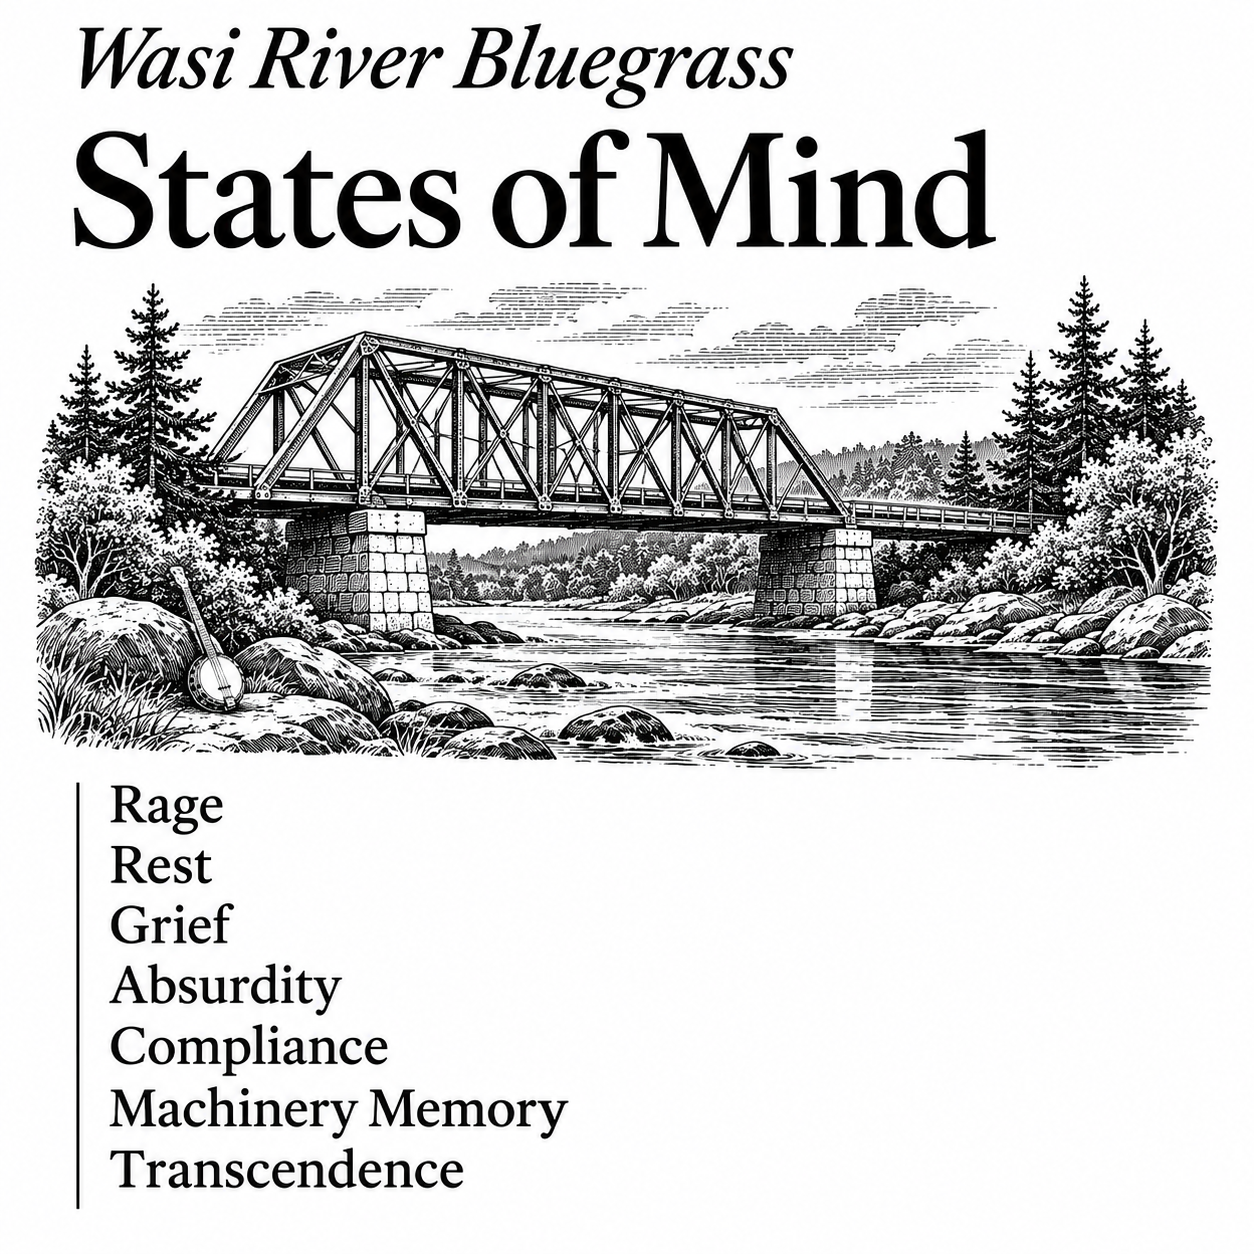 Wasi River Bluegrass
States of Mind
Rage
Rest
Grief
Absurdity
Compliance
Machinery Memory
Transcendence